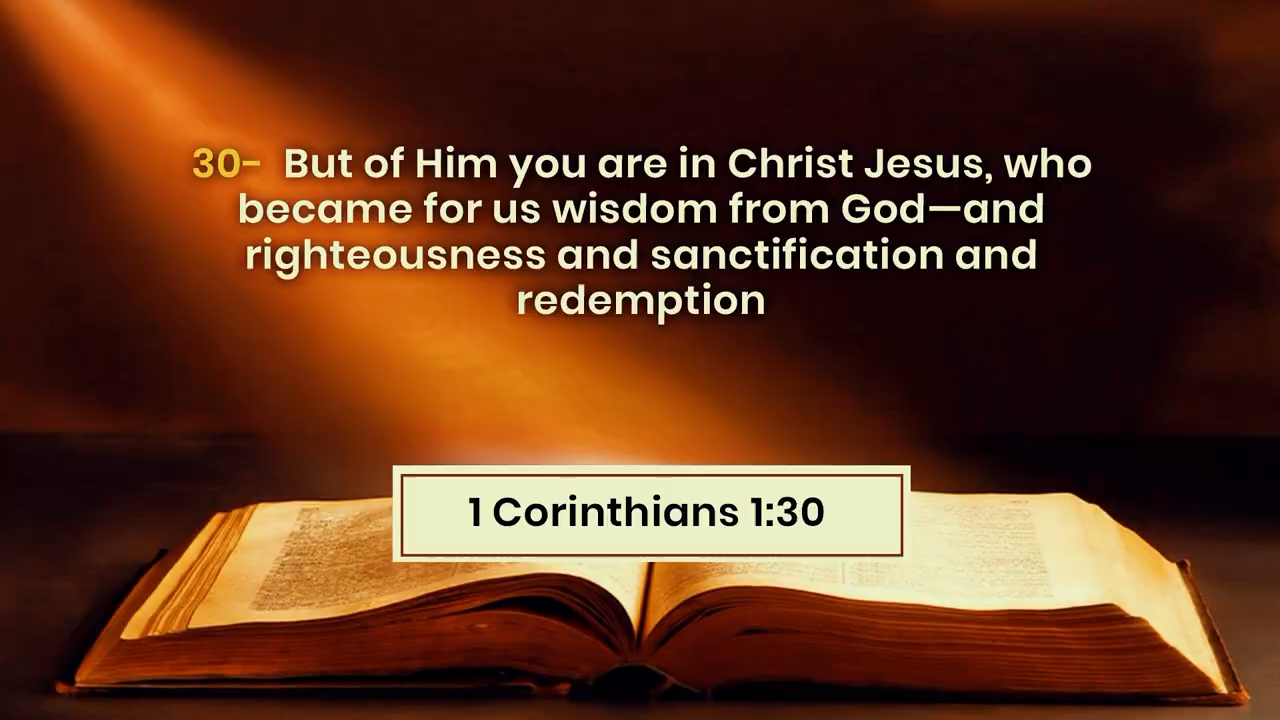 30- But of Him you are in Christ Jesus, who
became for us wisdom from God—and
righteousness and sanctification and
redemption
1 Corinthians 1:30